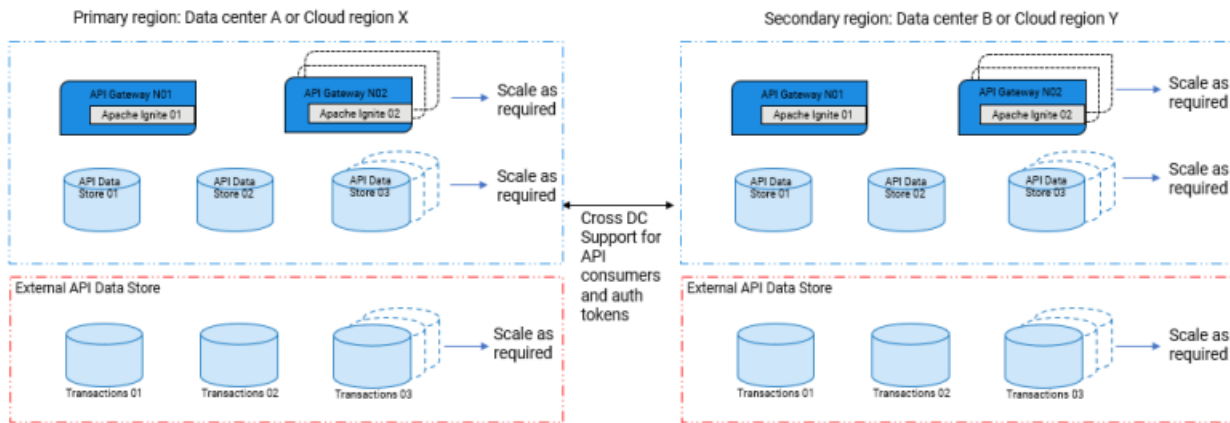 Primary region: Data center A or Cloud region X
API Gateway N01
Apache Ignite 01
API Gateway N02
Apache Ignite 02
Scale as
required
API Data
Store 01
API Data
Store 02
API Data
Store 03
Scale as
required
External API Data Store
Transactions 01
Transactions 02
Transactions 03
Scale as
required
Cross DC
Support for
API
consumers
and auth
tokens
Secondary region: Data center B or Cloud region Y
API Gateway N01
Apache Ignite 01
API Gateway N02
Apache Ignite 02
Scale as
required
API Data
Store 01
API Data
Store 02
API Data
Store 03
Scale as
required
External API Data Store
Transactions 01
Transactions 02
Transactions 03
Scale as
required